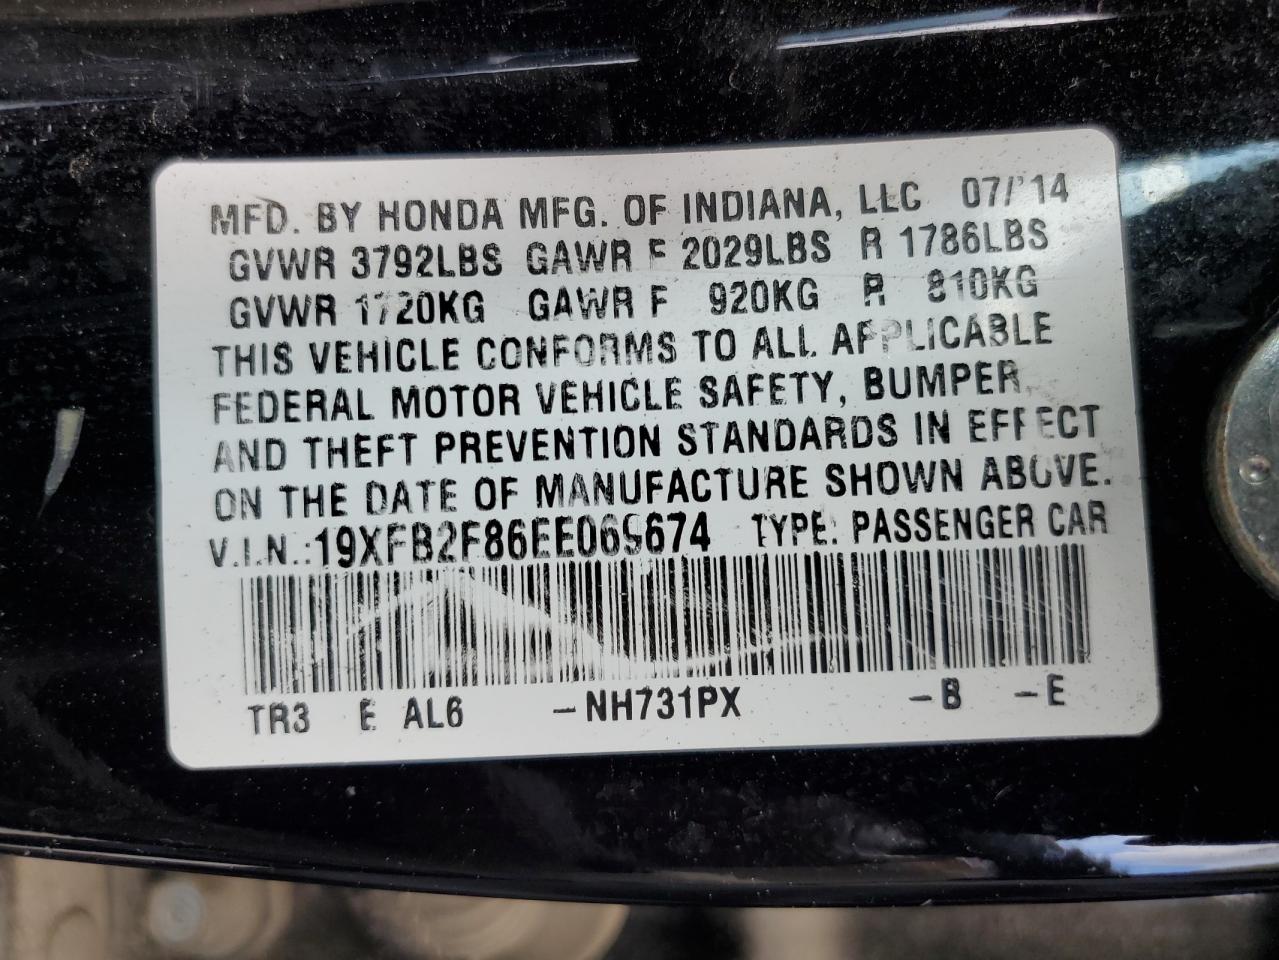 MFD. BY HONDA MFG. OF INDIANA, LLC 07/'14
GVWR 3792LBS GAWR F 2029LBS R 1786LBS
GVWR 1720KG GAWR F 920KG R 810KG
THIS VEHICLE CONFORMS TO ALL APPLICABLE
FEDERAL MOTOR VEHICLE SAFETY, BUMPER,
AND THEFT PREVENTION STANDARDS IN EFFECT
ON THE DATE OF MANUFACTURE SHOWN ABOVE.
V.I.N.:19XFB2F86EE069674 TYPE: PASSENGER CAR
TR3 E AL6 –NH731PX –B –E